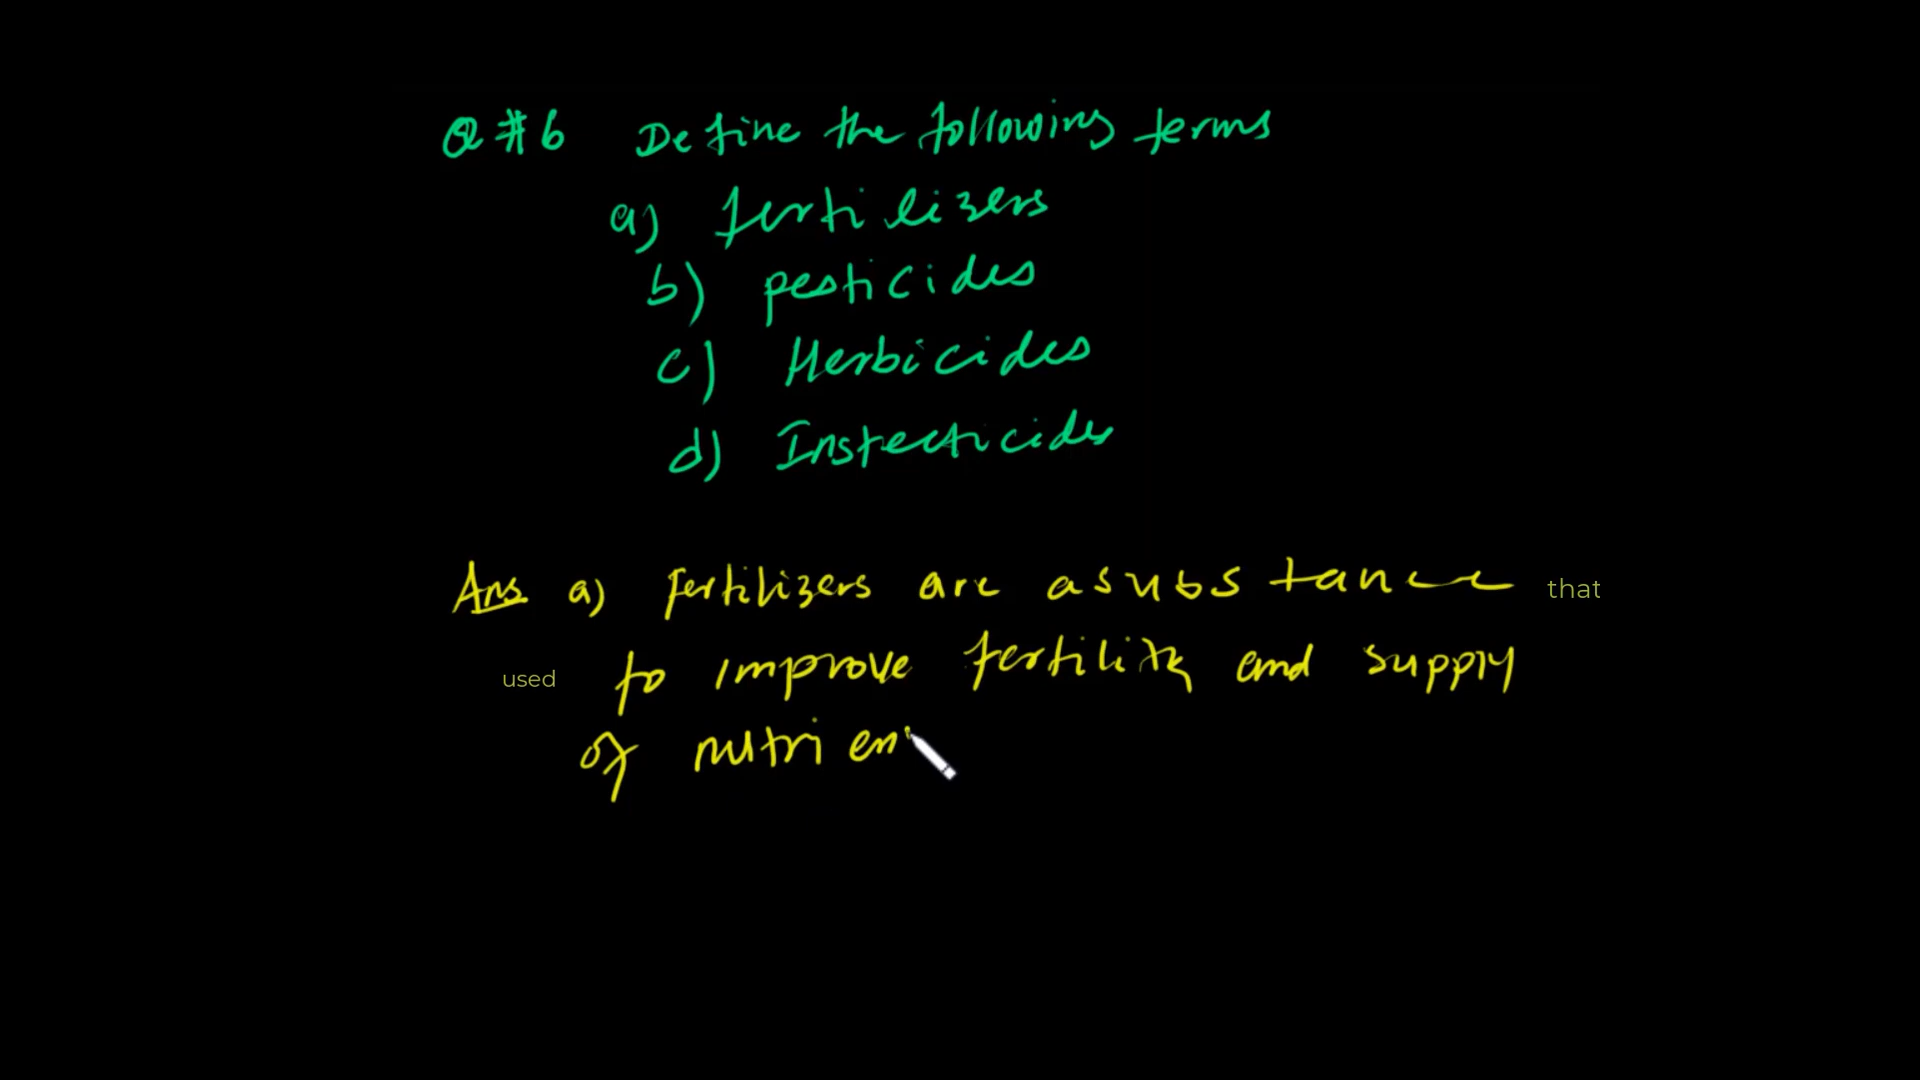 Q#6 Define the following terms
a) fertilizers
b) pesticides
c) Herbicides
d) Instecticides
Ans a) Fertilizers are a substance that
used to improve fertility and supply
of nutrien